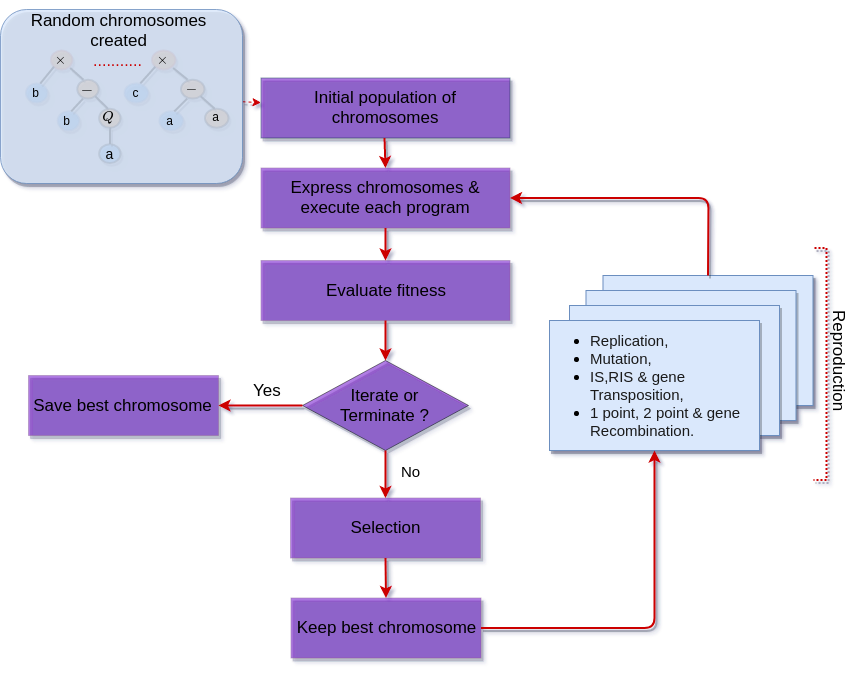 Random chromosomes
created
...........
× ×
b − c −
b Q a a
a
Initial population of
chromosomes
Express chromosomes &
execute each program
Evaluate fitness
Iterate or
Terminate ?
Yes
Save best chromosome
No
Selection
Keep best chromosome
• Replication,
• Mutation,
• IS,RIS & gene
Transposition,
• 1 point, 2 point & gene
Recombination.
Reproduction